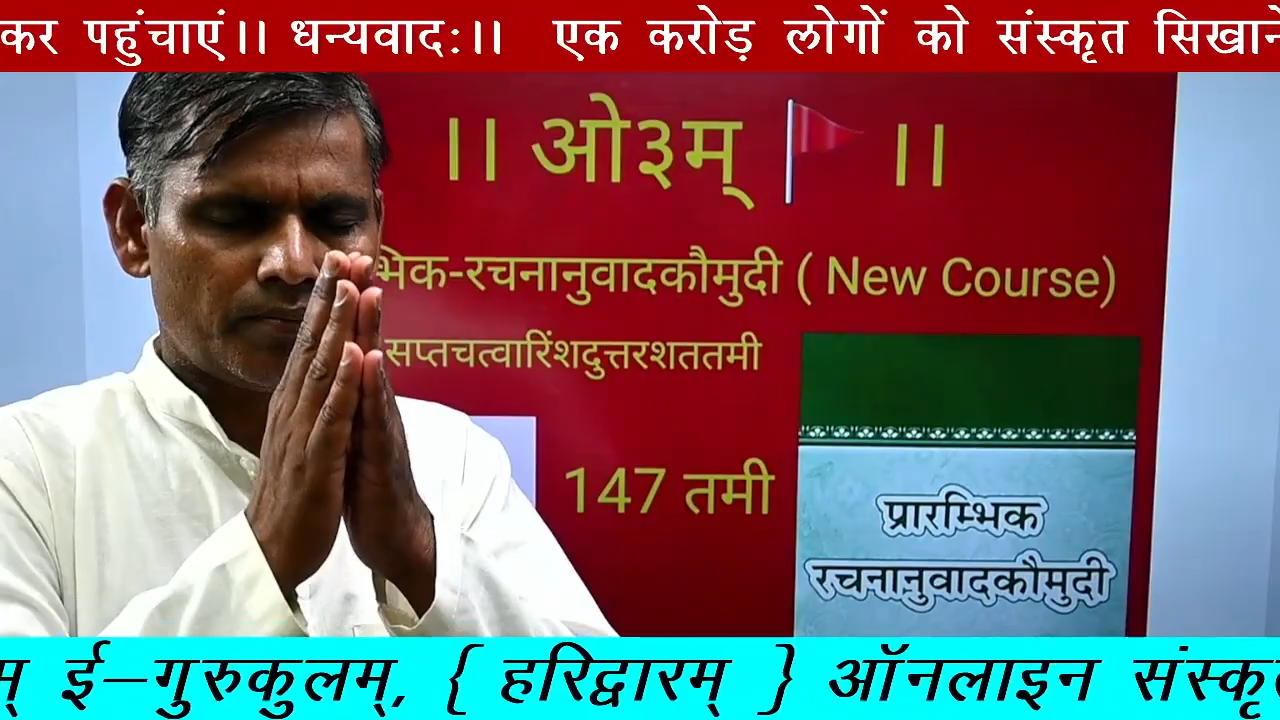 कर पहुंचाएं।। धन्यवादः।। एक करोड़ लोगों को संस्कृत सिखाने
।। ओ३म् ।।
भिक-रचनानुवादकौमुदी ( New Course)
सप्तचत्वारिंशदुत्तरशततमी
147 तमी
प्रारम्भिक
रचनानुवादकौमुदी
म् ई-गुरुकुलम्, { हरिद्वारम् } ऑनलाइन संस्कृ